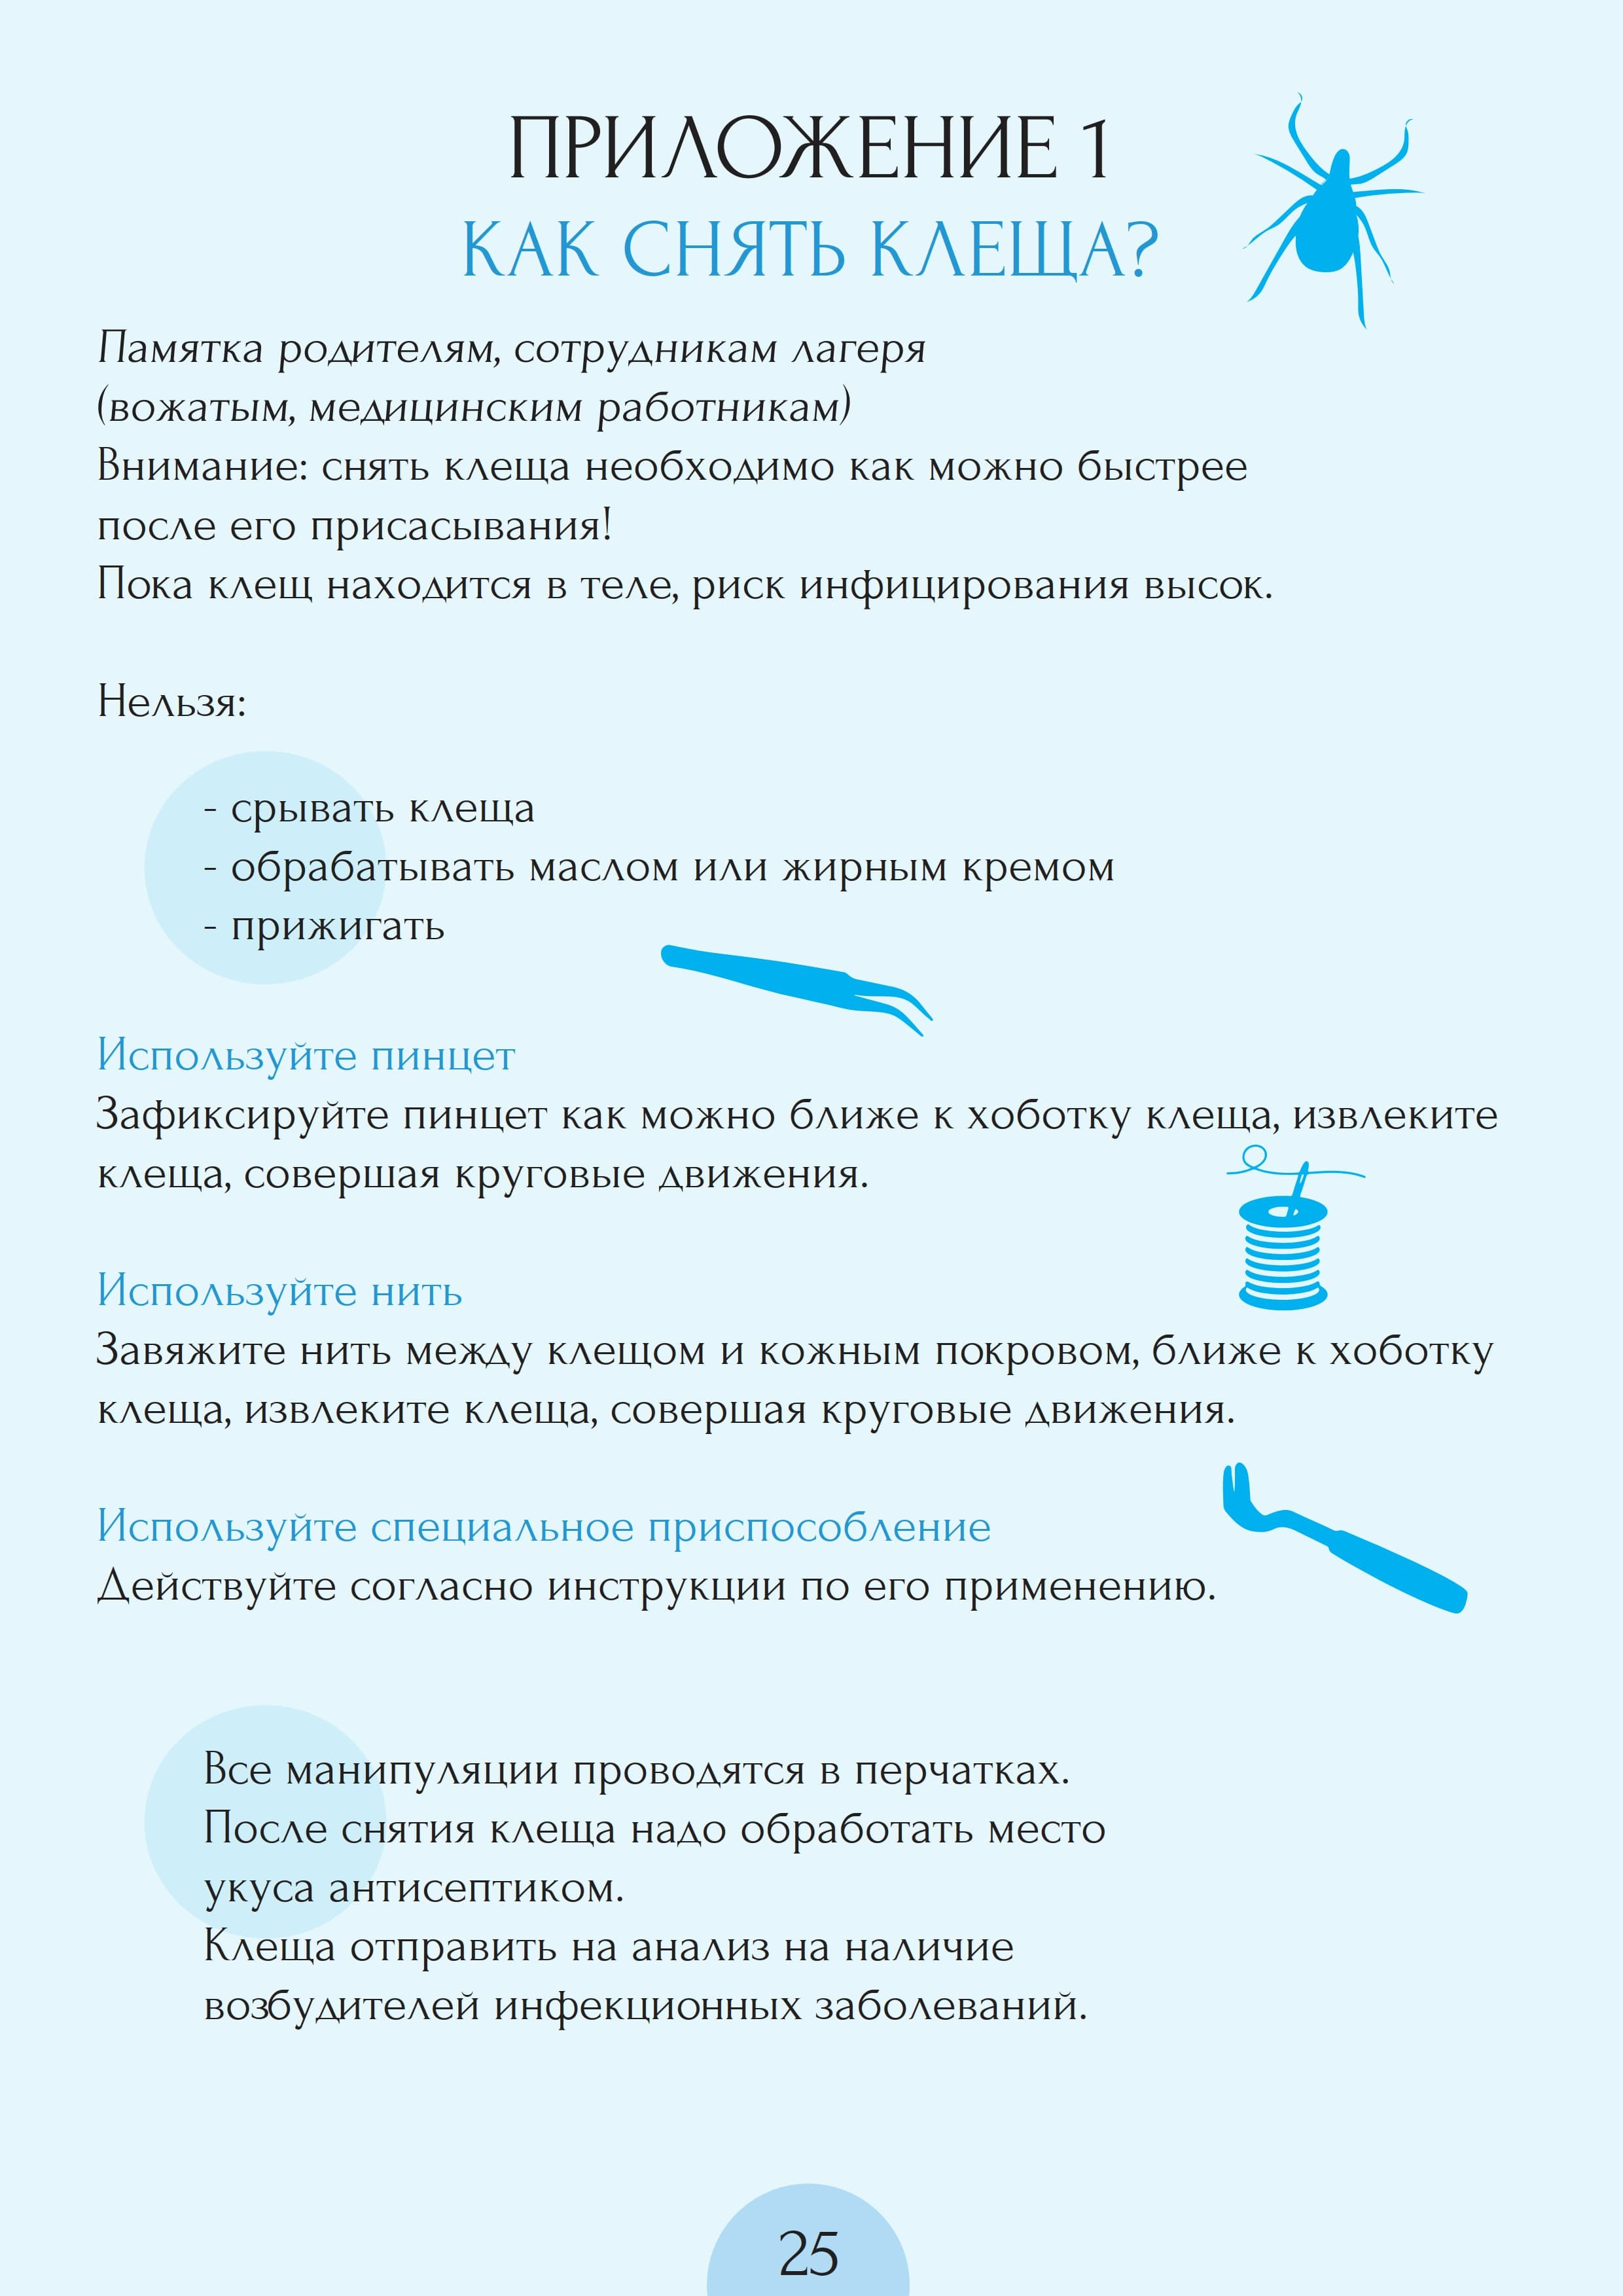 ПРИЛОЖЕНИЕ 1
КАК СНЯТЬ КЛЕЩА?
Памятка родителям, сотрудникам лагеря
(вожатым, медицинским работникам)
Внимание: снять клеща необходимо как можно быстрее
после его присасывания!
Пока клещ находится в теле, риск инфицирования высок.
Нельзя:
- срывать клеща
- обрабатывать маслом или жирным кремом
- прижигать
Используйте пинцет
Зафиксируйте пинцет как можно ближе к хоботку клеща, извлеките
клеща, совершая круговые движения.
Используйте нить
Завяжите нить между клещом и кожным покровом, ближе к хоботку
клеща, извлеките клеща, совершая круговые движения.
Используйте специальное приспособление
Действуйте согласно инструкции по его применению.
Все манипуляции проводятся в перчатках.
После снятия клеща надо обработать место
укуса антисептиком.
Клеща отправить на анализ на наличие
возбудителей инфекционных заболеваний.
25